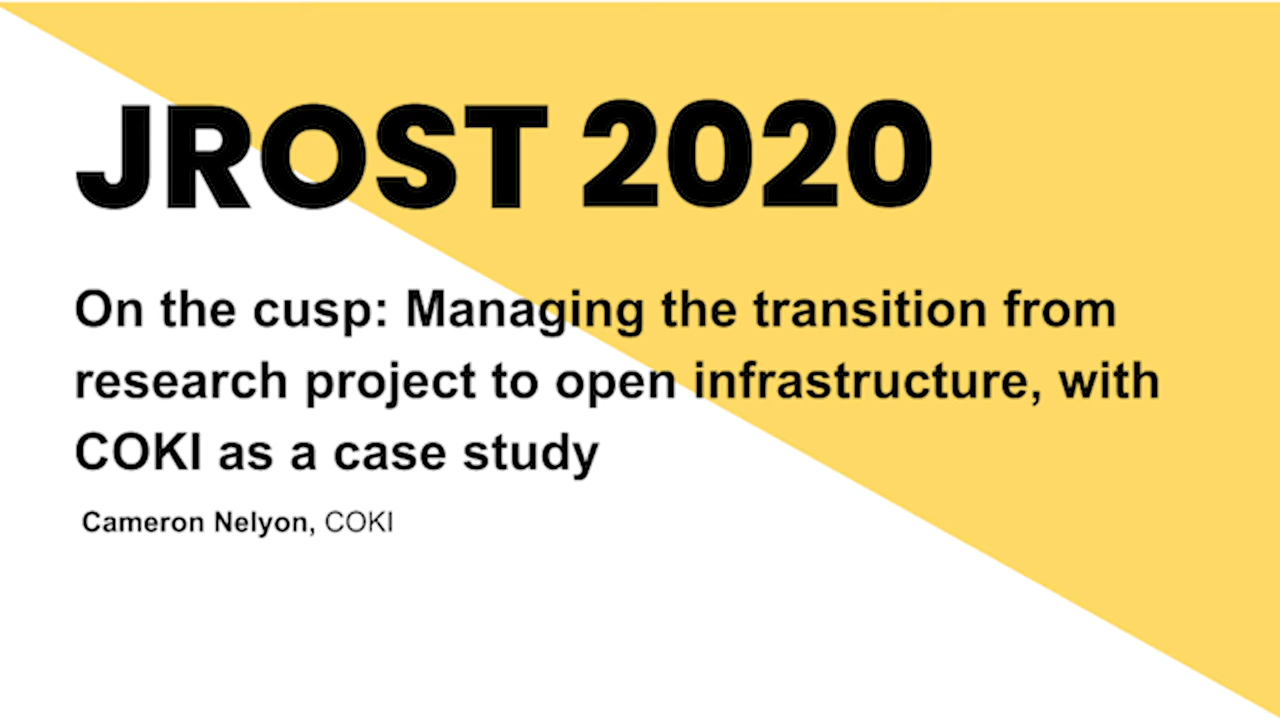 JROST 2020
On the cusp: Managing the transition from
research project to open infrastructure, with
COKI as a case study
Cameron Nelyon, COKI